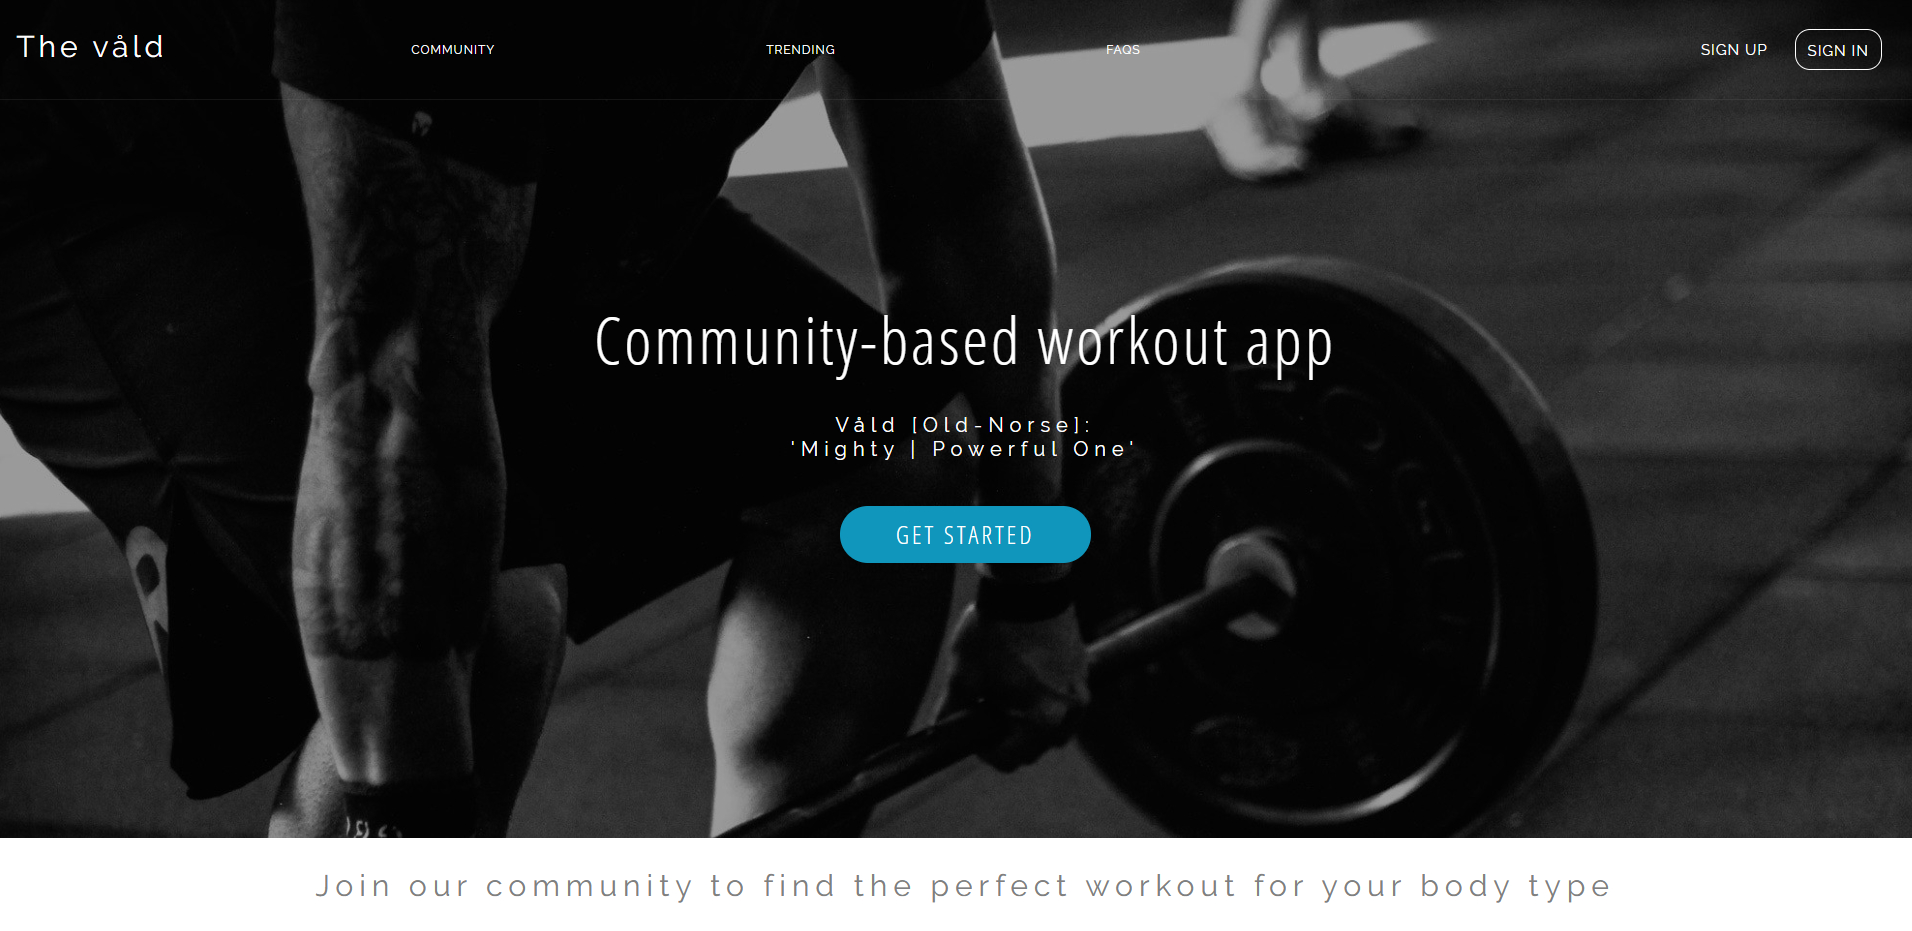 The våld
COMMUNITY
TRENDING
FAQS
SIGN UP
SIGN IN
Community-based workout app
Våld [Old-Norse]:
'Mighty | Powerful One'
GET STARTED
Join our community to find the perfect workout for your body type